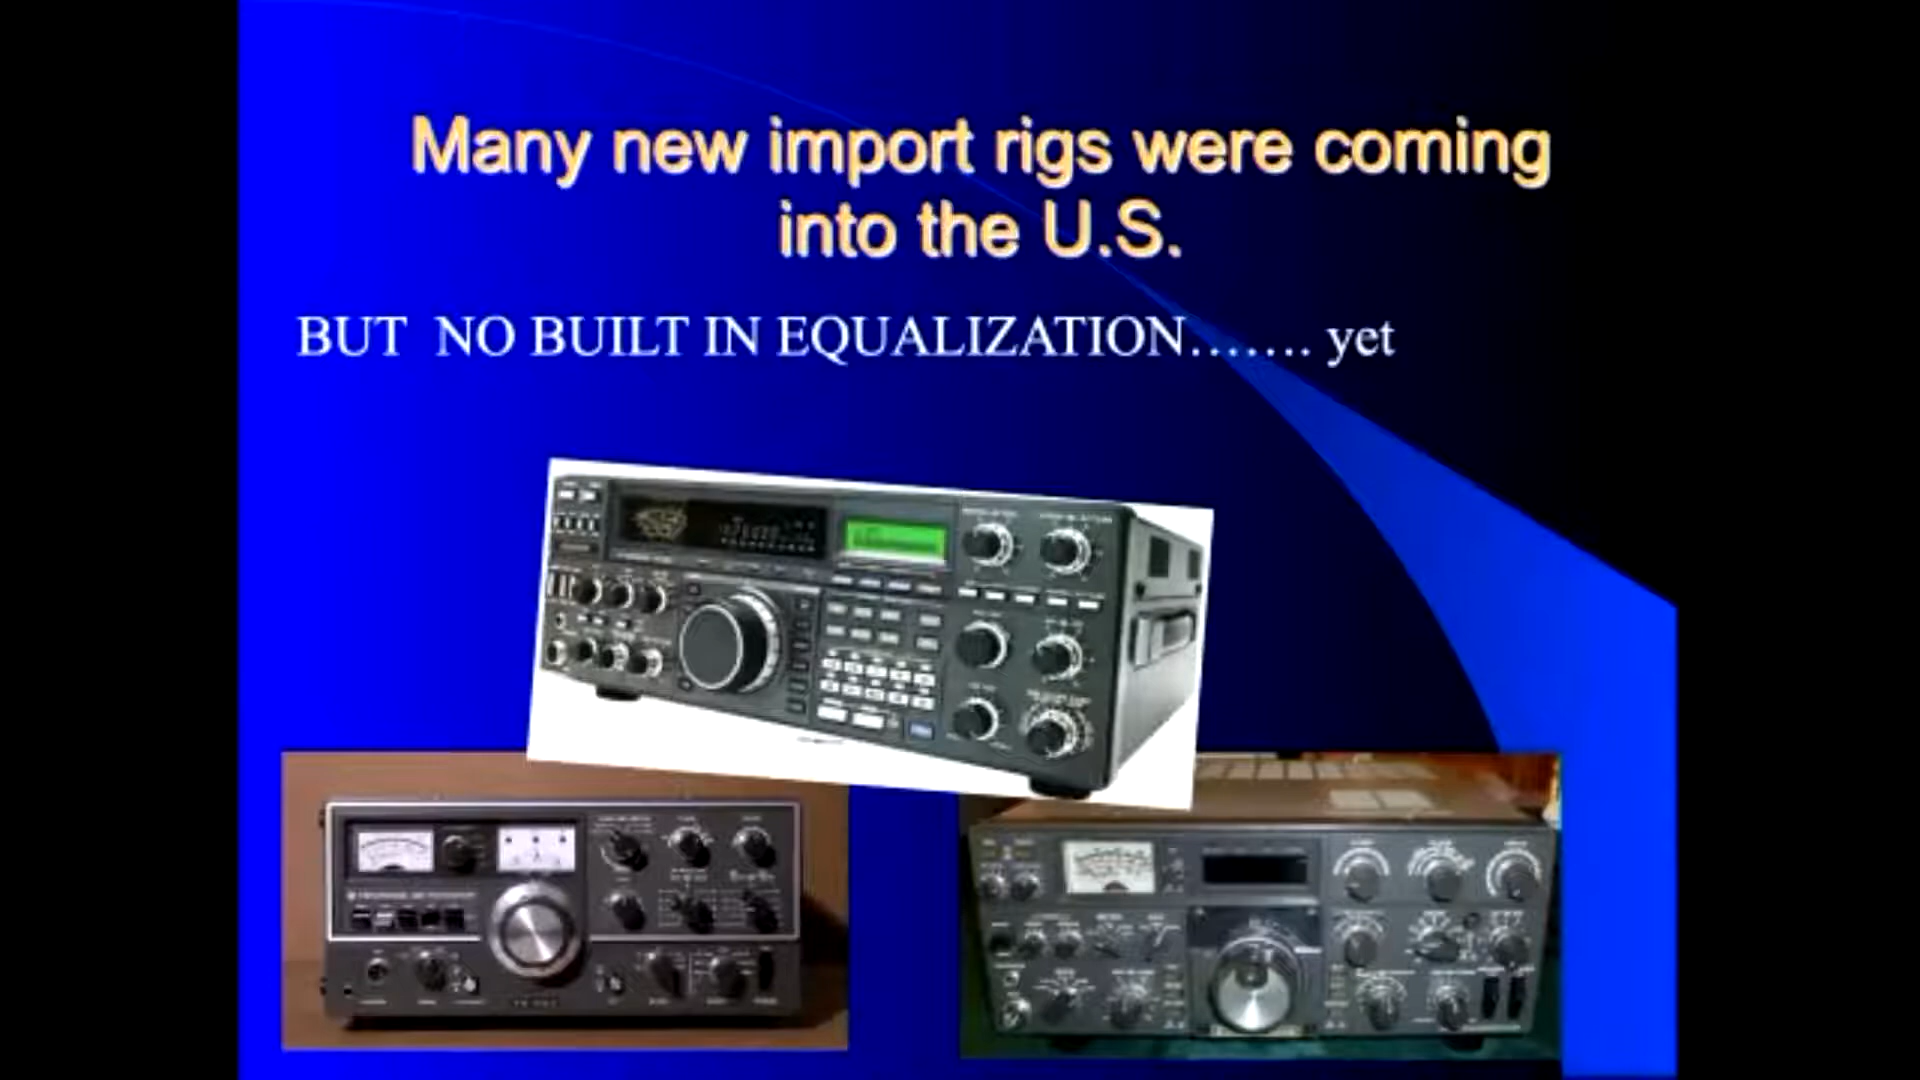 Many new import rigs were coming
into the U.S.
BUT NO BUILT IN EQUALIZATION....... yet